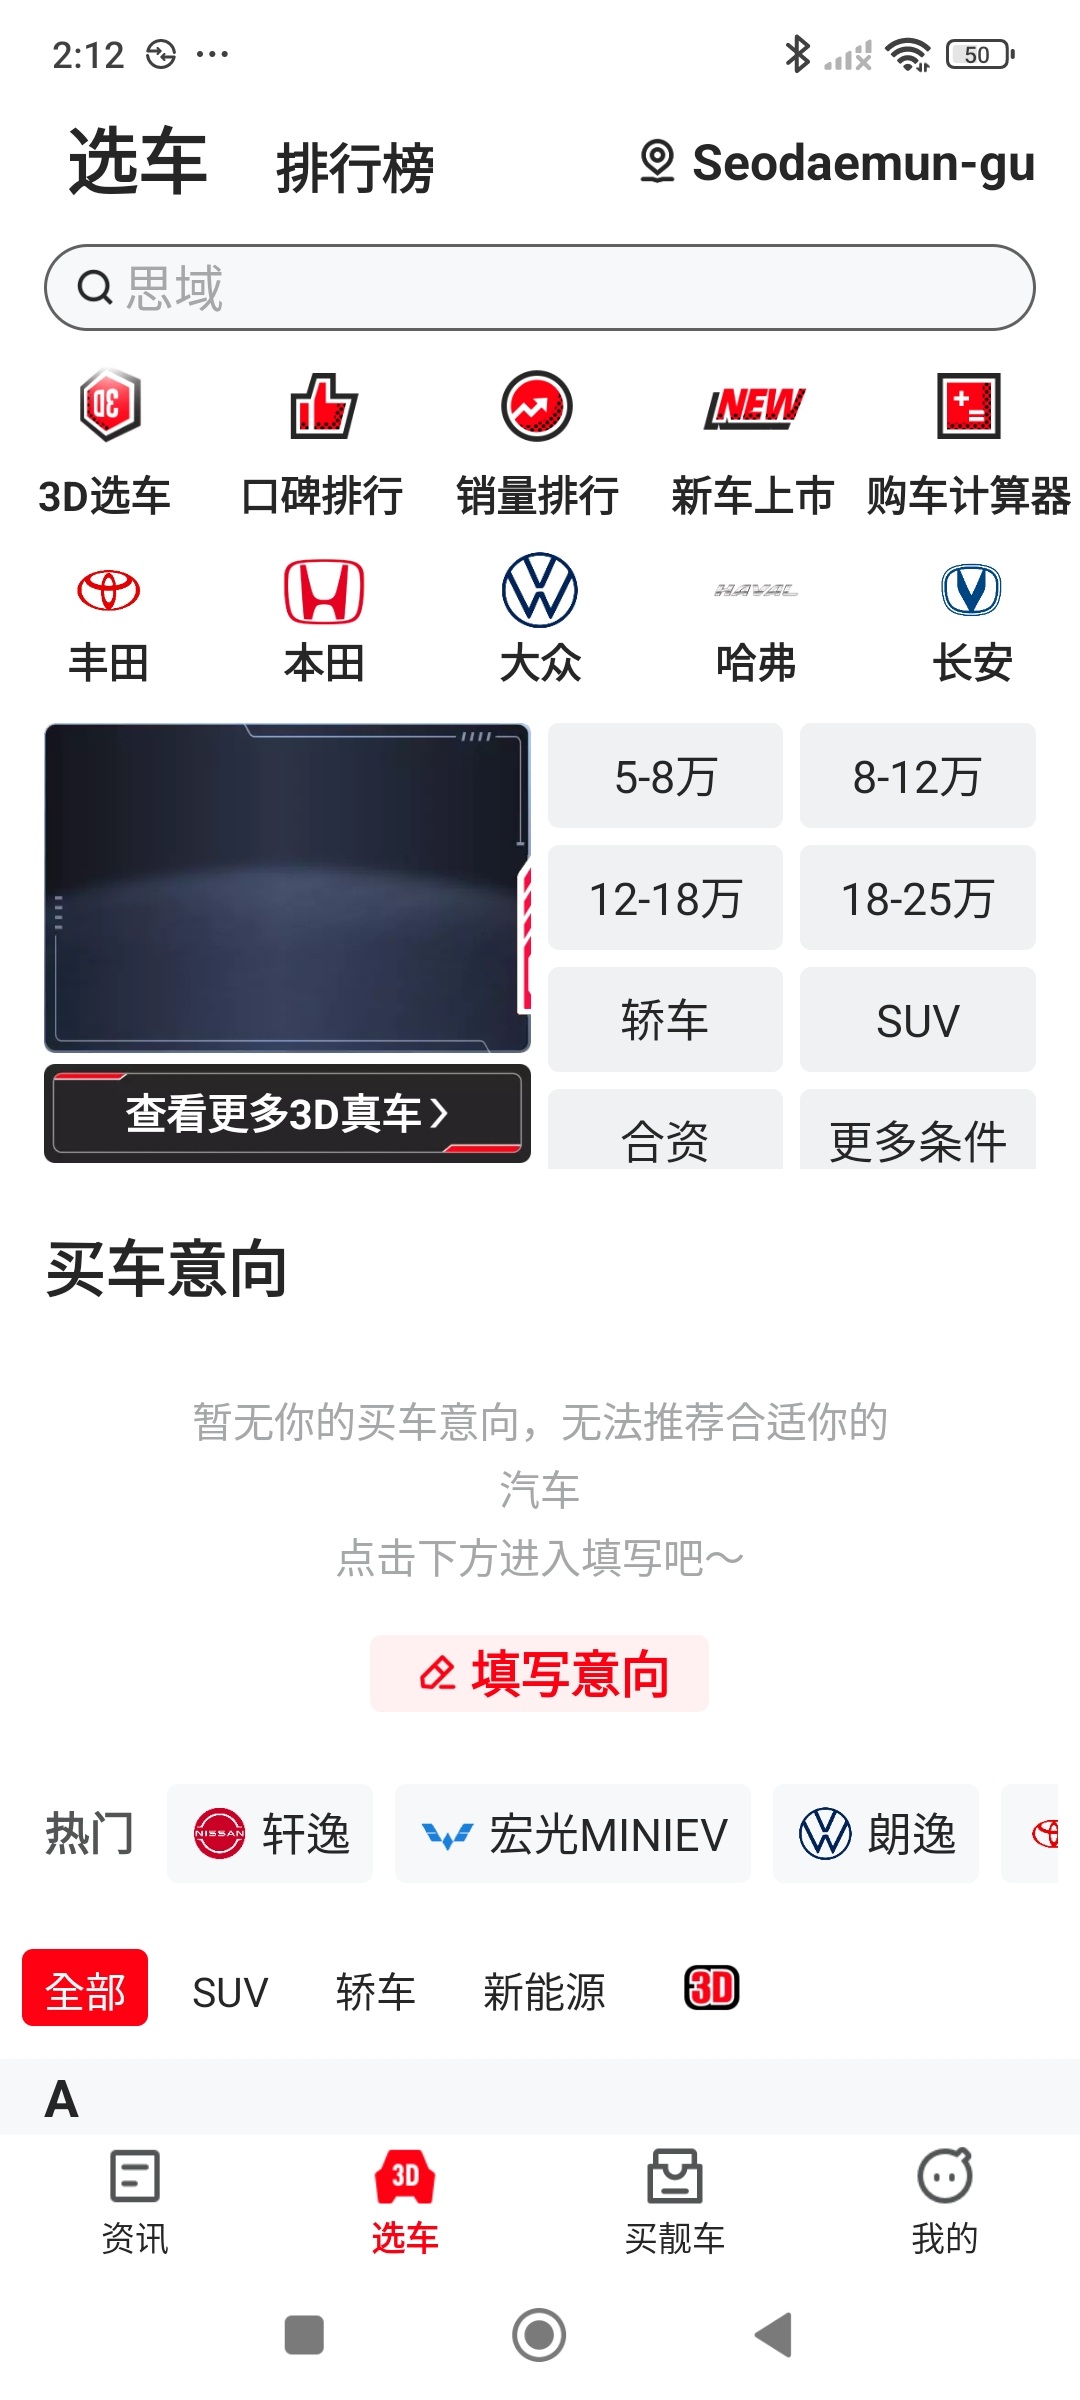 2:12
50
选车
排行榜
Seodaemun-gu
思域
3D
NEW
3D选车
口碑排行
销量排行
新车上市
购车计算器
HAVAL
丰田
本田
大众
哈弗
长安
5-8万
8-12万
12-18万
18-25万
轿车
SUV
合资
更多条件
查看更多3D真车
买车意向
暂无你的买车意向，无法推荐合适你的
汽车
点击下方进入填写吧～
填写意向
热门
NISSAN
轩逸
宏光MINIEV
朗逸
全部
SUV
轿车
新能源
3D
A
3D
资讯
选车
买靓车
我的